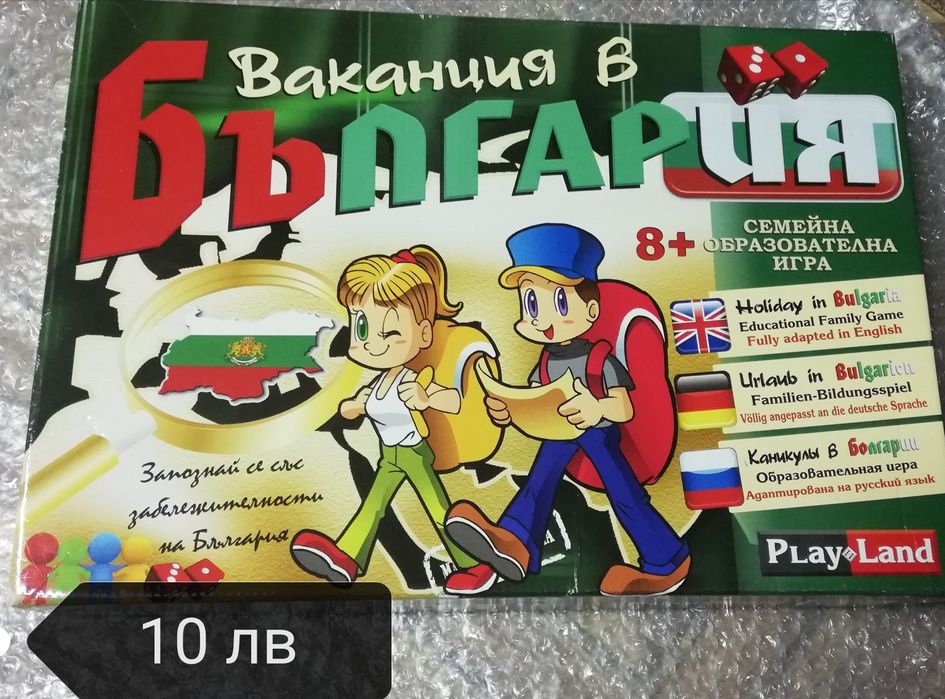 Ваканция в
БългарИЯ
8+
СЕМЕЙНА
ОБРАЗОВАТЕЛНА
ИГРА
Holiday in Bulgaria
Educational Family Game
Fully adapted in English
Urlaub in Bulgarien
Familien-Bildungsspiel
Völlig angepasst an die deutsche Sprache
Каникулы в Болгарии
Образовательная игра
Адаптирована на русский язык
Запознай се със
забележителности
на България
PLAY LAND
10 лв